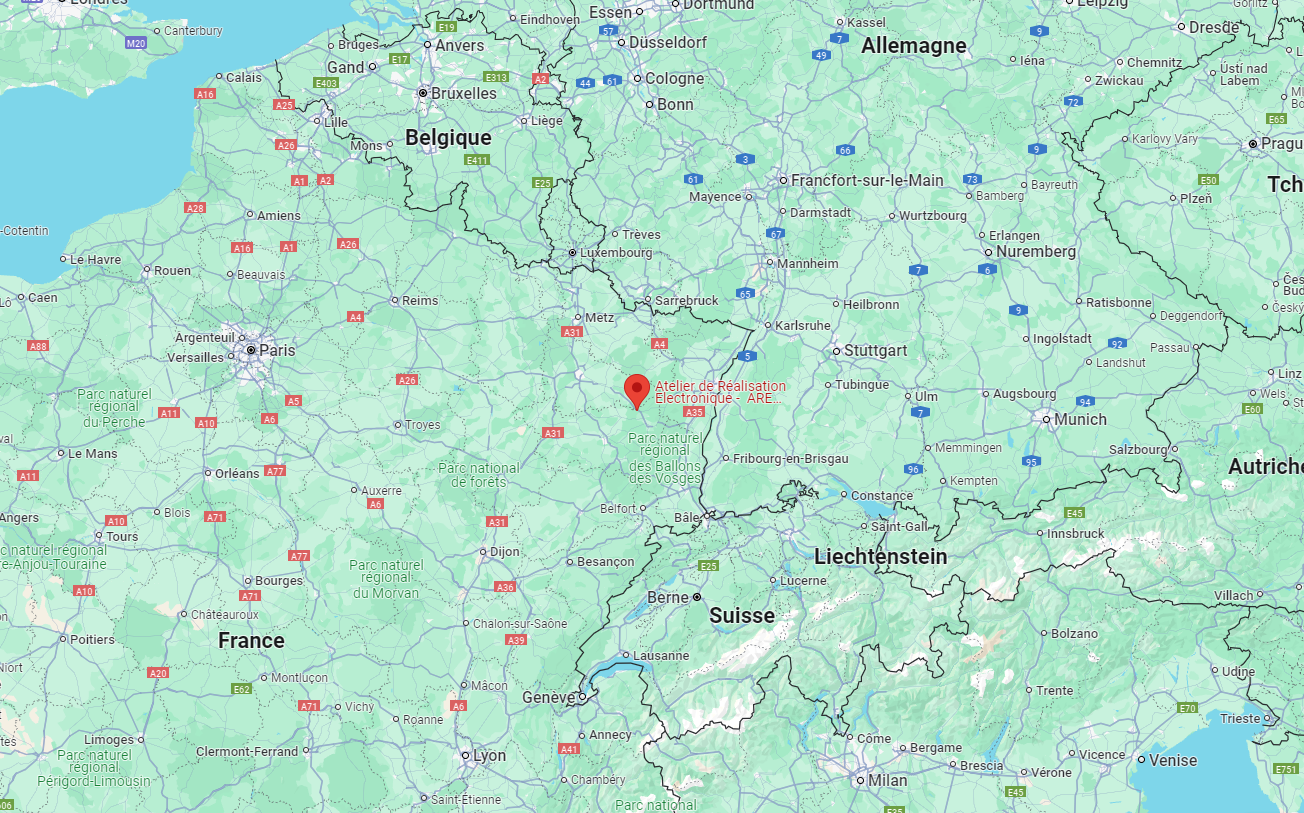 Londres
Canterbury
M20
Eindhoven
Essen
Dortmund
Kassel
Leipzig
Görlitz
Dresde
E19
Bruges
Anvers
57
Düsseldorf
7
9
Allemagne
Gand
E17
49
Iéna
Chemnitz
Calais
E403
E313
A2
44
61
Cologne
Zwickau
Ústí nad
Labem
A16
A25
Bruxelles
Bonn
72
Lille
Liège
E65
A26
Mons
Belgique
66
9
Karlovy Vary
Prague
E411
3
A1
A2
E25
61
Francfort-sur-le-Main
73
Bayreuth
E50
Tch
Mayence
Bamberg
Plzeň
A28
Amiens
Darmstadt
Wurtzbourg
-Cotentin
A16
A1
A26
Trèves
67
Erlangen
Luxembourg
Nuremberg
Le Havre
Rouen
Beauvais
Mannheim
7
6
Caen
Reims
Sarrebruck
65
Heilbronn
9
Ratisbonne
Deggendorf
A4
Metz
Karlsruhe
A88
Argenteuil
A31
A4
Ingolstadt
92
Passau
Versailles
Paris
5
Stuttgart
Landshut
Linz
A26
Atelier de Réalisation
Electronique - ARE...
Tubingue
Ulm
Augsbourg
94
Wels
Parc naturel
régional
du Perche
A5
A11
A10
A6
A35
7
E60
Troyes
A31
Munich
Le Mans
Parc naturel
régional
des Ballons
des Vosges
Memmingen
Salzbourg
A11
Orléans
A77
Parc national
de forêts
Fribourg-en-Brisgau
96
95
Autriche
Auxerre
Kempten
Constance
A6
Angers
A10
Blois
A71
A31
Belfort
Bâle
E45
Tours
Saint-Gall
Innsbruck
c naturel régional
re-Anjou-Touraine
A77
Dijon
Besançon
Liechtenstein
Parc naturel
régional
du Morvan
E25
A10
Bourges
A71
A36
Lucerne
Villach
Berne
Châteauroux
Chalon-sur-Saône
Suisse
Poitiers
France
A39
Bolzano
Niort
Lausanne
A20
Montluçon
Mâcon
Udine
E62
Genève
Trente
A71
Vichy
A6
E70
Roanne
Trieste
Limoges
Annecy
Côme
Clermont-Ferrand
A41
Bergame
Vicence
Lyon
Brescia
Venise
Parc naturel
régional
Périgord-Limousin
Chambéry
Milan
Vérone
E751
Saint-Étienne
E45
Parc national
E35